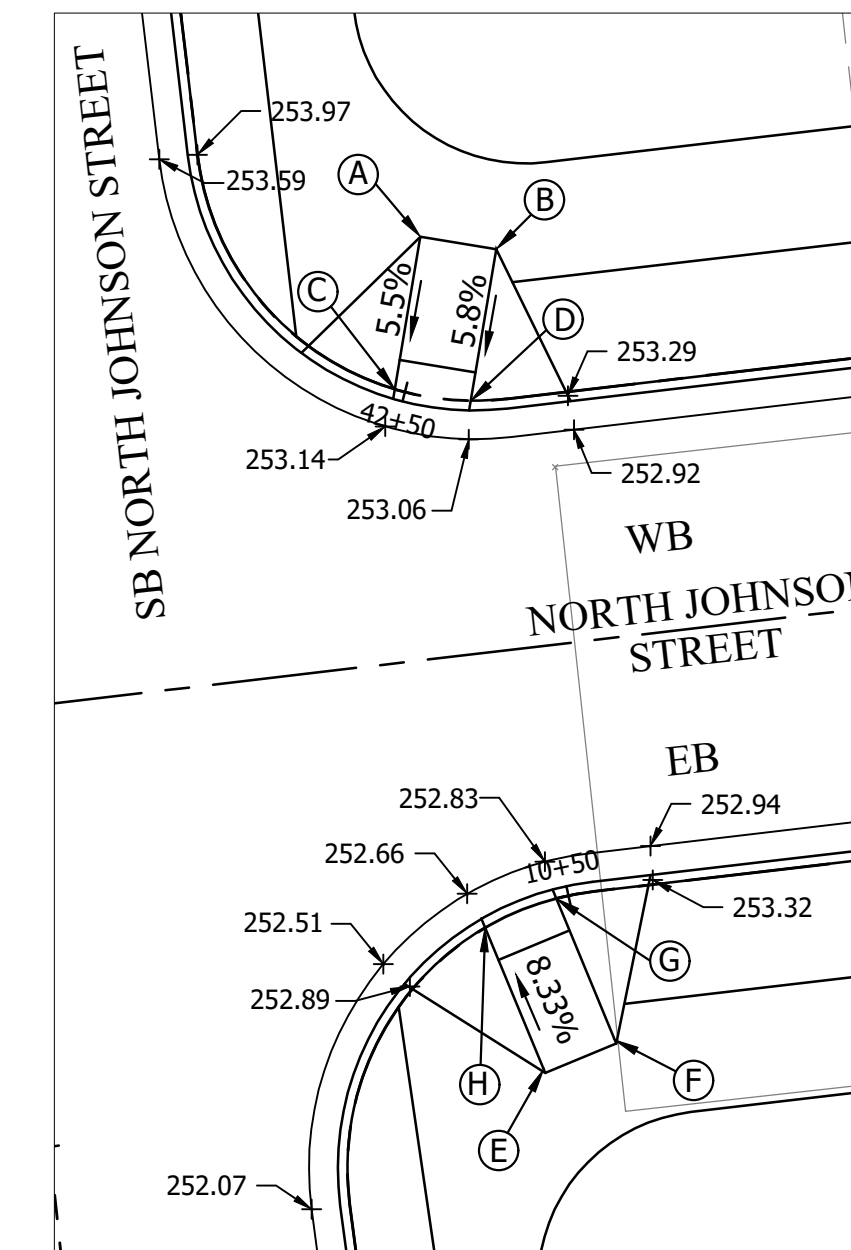 SB NORTH JOHNSON STREET
253.97
253.59
A
B
C
5.5%
5.8%
D
253.29
42+50
253.14
252.92
253.06
WB
NORTH JOHNSO
STREET
EB
252.83
252.94
252.66
10+50
252.51
253.32
G
252.89
8.33%
H
F
E
252.07